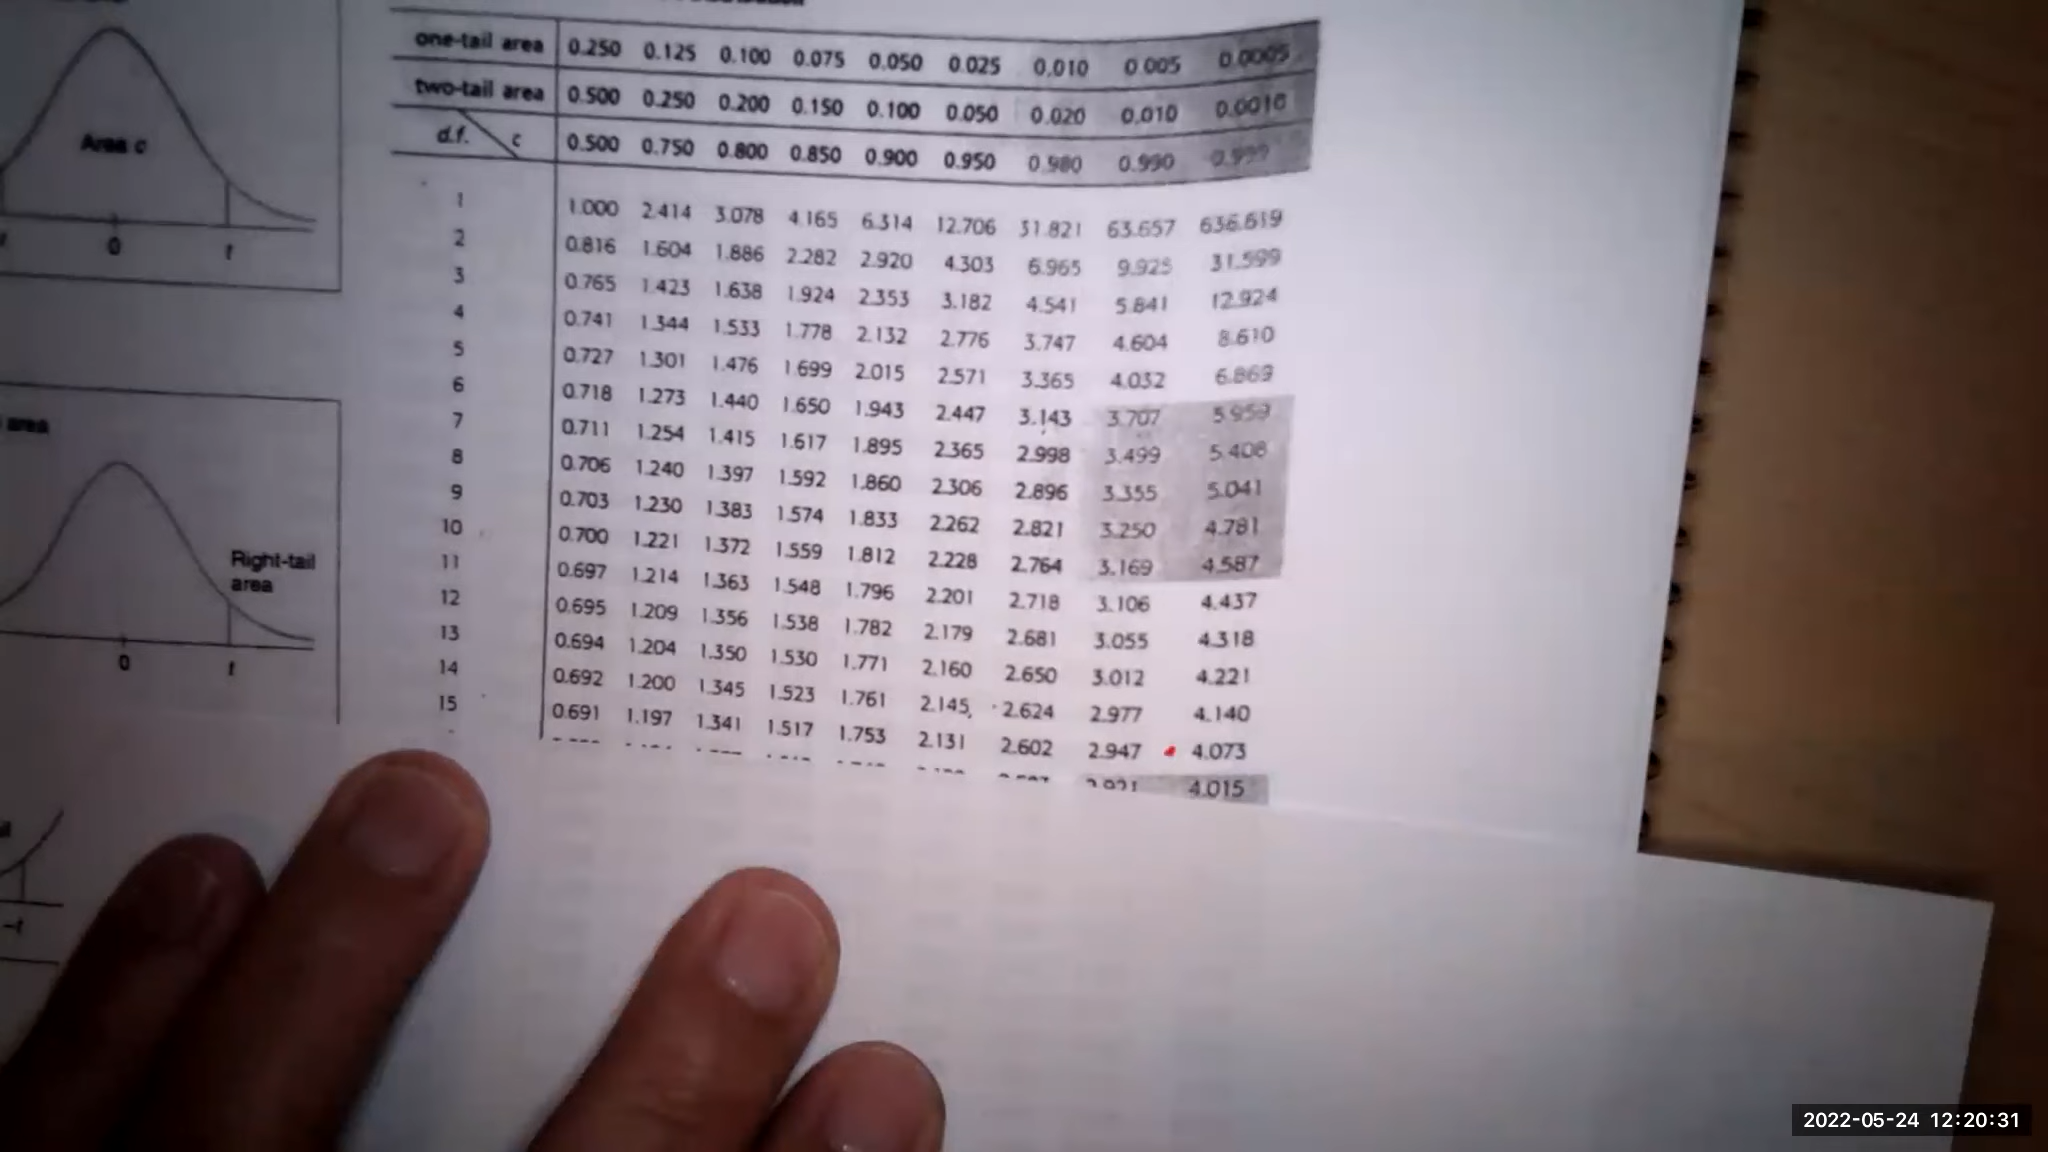 one-tail area 0.250 0.125 0.100 0.075 0.050 0.025 0.010 0.005 0.0005
two-tail area 0.500 0.250 0.200 0.150 0.100 0.050 0.020 0.010 0.0010
d.f. c 0.500 0.750 0.800 0.850 0.900 0.950 0.980 0.990 0.999
1 1.000 2.414 3.078 4.165 6.314 12.706 31.821 63.657 636.619
2 0.816 1.604 1.886 2.282 2.920 4.303 6.965 9.925 31.599
3 0.765 1.423 1.638 1.924 2.353 3.182 4.541 5.841 12.924
4 0.741 1.344 1.533 1.778 2.132 2.776 3.747 4.604 8.610
5 0.727 1.301 1.476 1.699 2.015 2.571 3.365 4.032 6.869
6 0.718 1.273 1.440 1.650 1.943 2.447 3.143 3.707 5.959
7 0.711 1.254 1.415 1.617 1.895 2.365 2.998 3.499 5.408
8 0.706 1.240 1.397 1.592 1.860 2.306 2.896 3.355 5.041
9 0.703 1.230 1.383 1.574 1.833 2.262 2.821 3.250 4.781
10 0.700 1.221 1.372 1.559 1.812 2.228 2.764 3.169 4.587
11 0.697 1.214 1.363 1.548 1.796 2.201 2.718 3.106 4.437
12 0.695 1.209 1.356 1.538 1.782 2.179 2.681 3.055 4.318
13 0.694 1.204 1.350 1.530 1.771 2.160 2.650 3.012 4.221
14 0.692 1.200 1.345 1.523 1.761 2.145 2.624 2.977 4.140
15 0.691 1.197 1.341 1.517 1.753 2.131 2.602 2.947 4.073
2.921 4.015
Area c
0 t
area
Right-tail
area
0 t
-t
2022-05-24 12:20:31